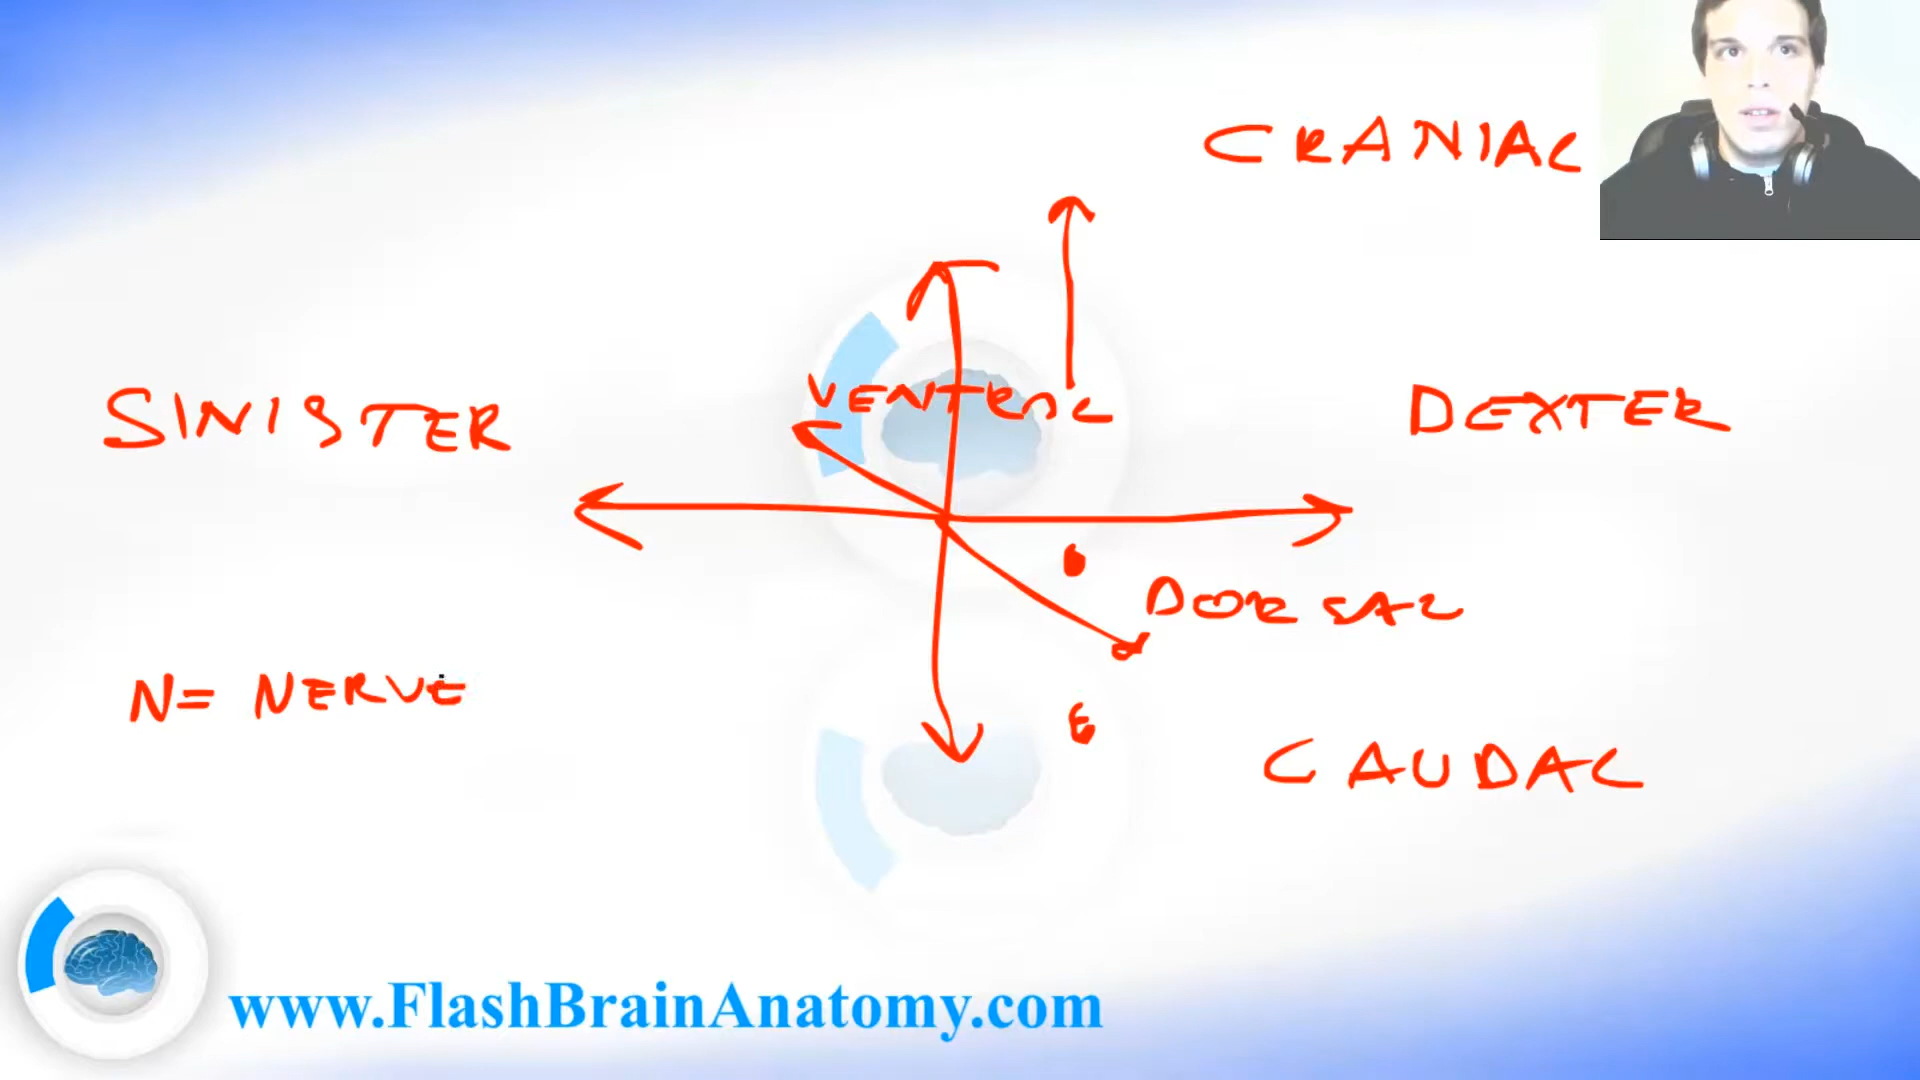 CRANIAL
SINISTER
VENTRAL
DEXTER
DORSAL
N= NERVE
CAUDAL
www.FlashBrainAnatomy.com